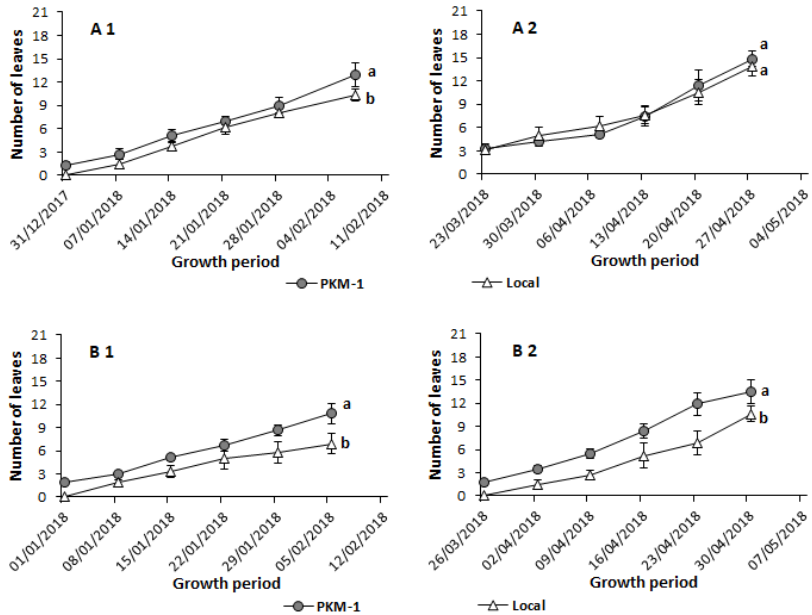 A 1
Number of leaves
21
18
15
12
9
6
3
0
a
b
31/12/2017
07/01/2018
14/01/2018
21/01/2018
28/01/2018
04/02/2018
11/02/2018
Growth period
A 2
Number of leaves
21
18
15
12
9
6
3
0
a
a
23/03/2018
30/03/2018
06/04/2018
13/04/2018
20/04/2018
27/04/2018
04/05/2018
Growth period
PKM-1
Local
B 1
Number of leaves
21
18
15
12
9
6
3
0
a
b
01/01/2018
08/01/2018
15/01/2018
22/01/2018
29/01/2018
05/02/2018
12/02/2018
Growth period
B 2
Number of leaves
21
18
15
12
9
6
3
0
a
b
26/03/2018
02/04/2018
09/04/2018
16/04/2018
23/04/2018
30/04/2018
07/05/2018
Growth period
PKM-1
Local